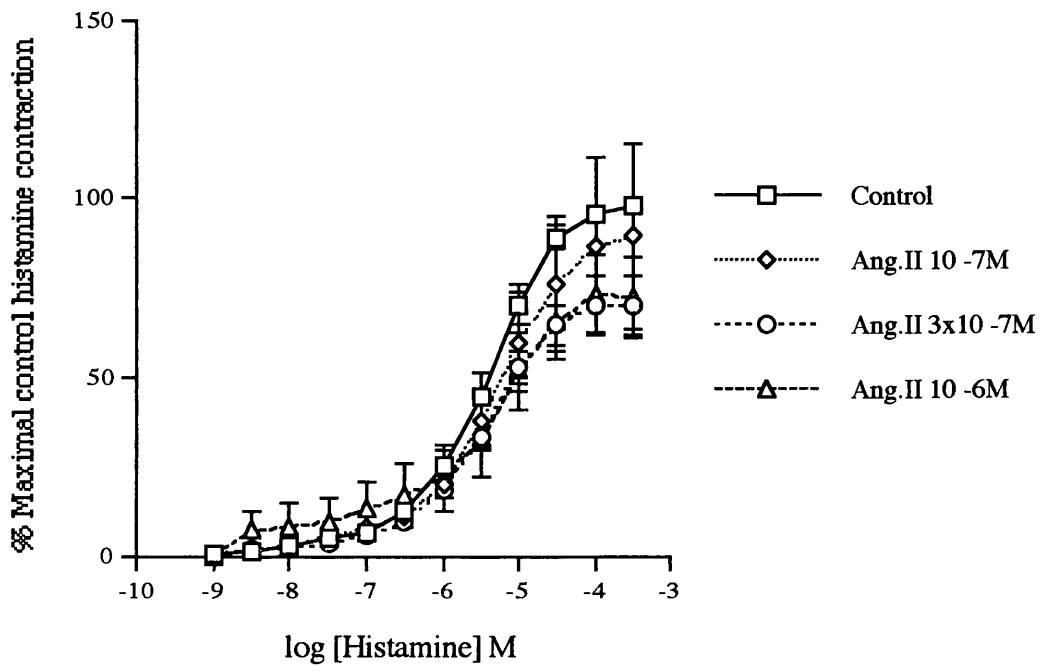 % Maximal control histamine contraction
150
100
50
0
-10 -9 -8 -7 -6 -5 -4 -3
log [Histamine] M
Control
Ang.II 10 -7M
Ang.II 3x10 -7M
Ang.II 10 -6M